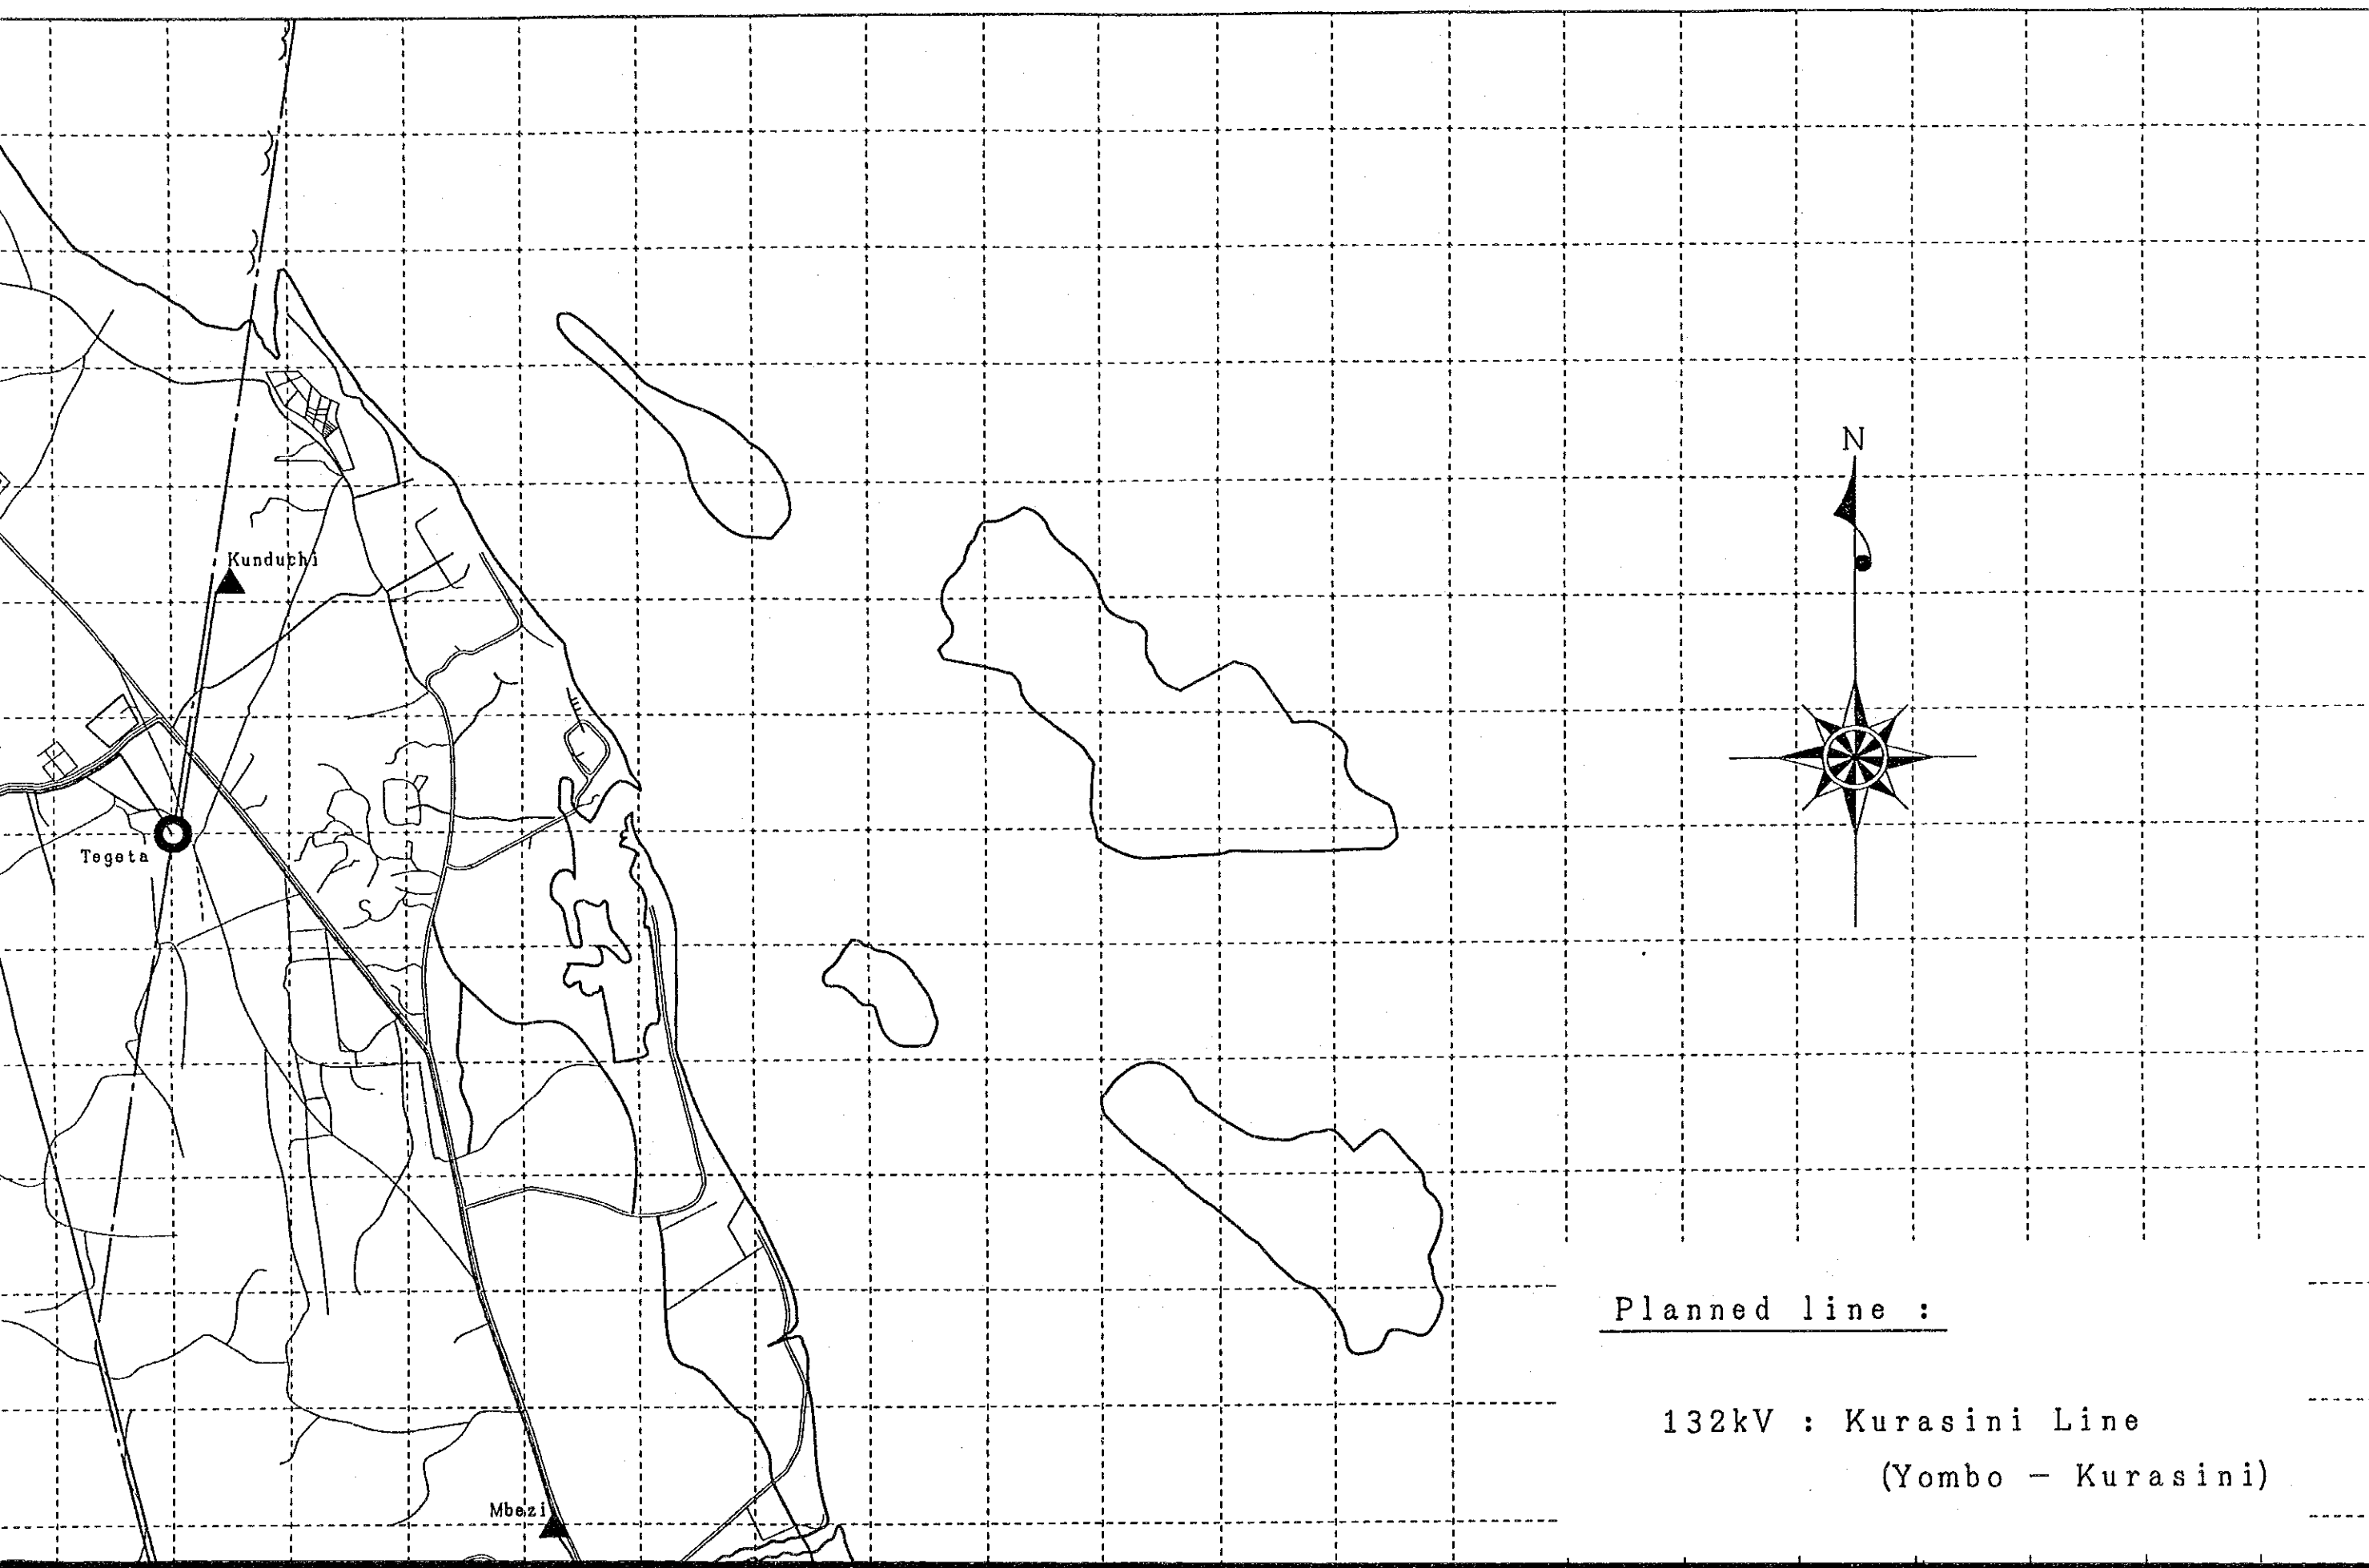 N
Kunduchi
Tegeta
Planned line :
132kV : Kurasini Line
(Yombo − Kurasini)
Mbezi